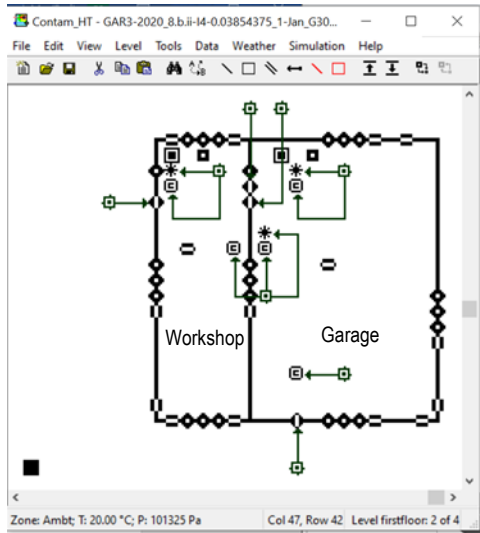 Contam_HT - GAR3-2020_8.b.ii-I4-0.03854375_1-Jan_G30...
File Edit View Level Tools Data Weather Simulation Help
Workshop
Garage
Zone: Ambt; T: 20.00 °C; P: 101325 Pa
Col 47, Row 42
Level firstfloor: 2 of 4